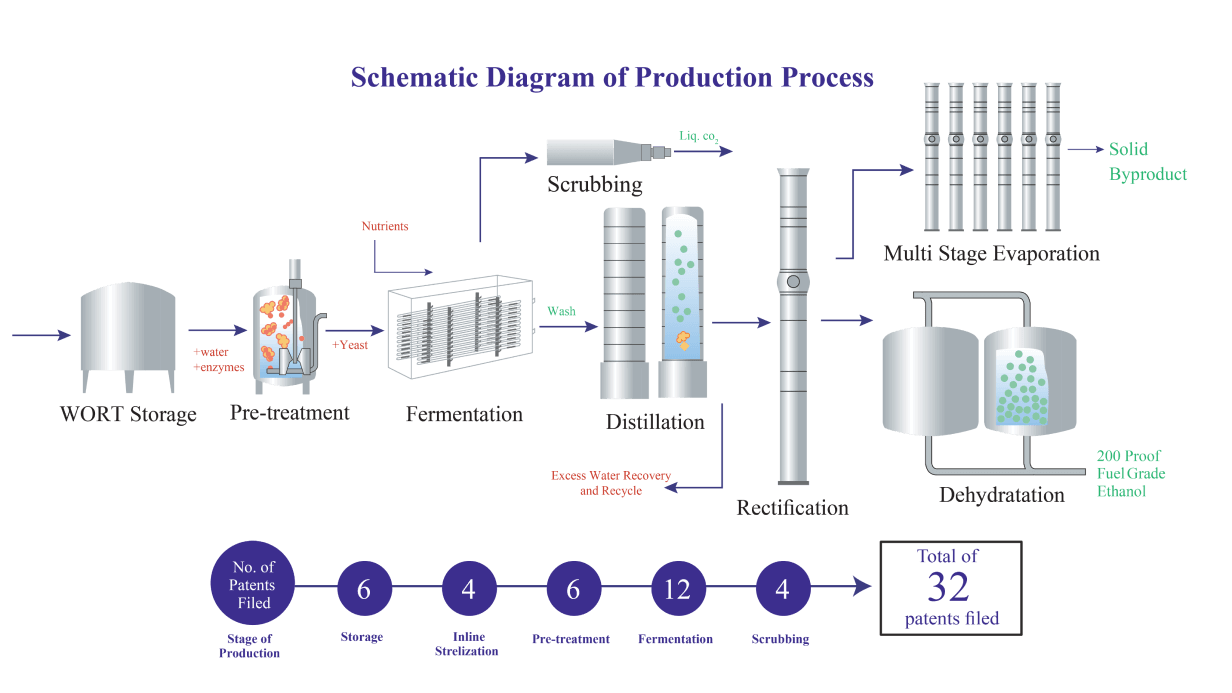 Schematic Diagram of Production Process
Liq. co2
Scrubbing
Solid
Byproduct
Multi Stage Evaporation
Nutrients
+water
+enzymes
+Yeast
Wash
WORT Storage
Pre-treatment
Fermentation
Distillation
Excess Water Recovery
and Recycle
Rectification
Dehydratation
200 Proof
Fuel Grade
Ethanol
No. of
Patents
Filed
6
4
6
12
4
Total of
32
patents filed
Stage of
Production
Storage
Inline
Strelization
Pre-treatment
Fermentation
Scrubbing